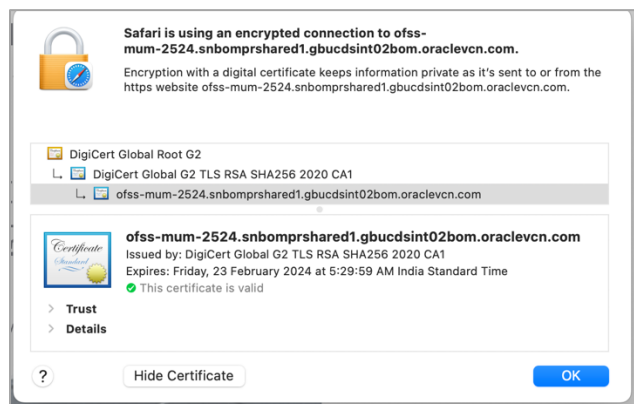 Safari is using an encrypted connection to ofss-
mum-2524.snbomprshared1.gbucdsint02bom.oraclevcn.com.
Encryption with a digital certificate keeps information private as it's sent to or from the
https website ofss-mum-2524.snbomprshared1.gbucdsint02bom.oraclevcn.com.
DigiCert Global Root G2
DigiCert Global G2 TLS RSA SHA256 2020 CA1
ofss-mum-2524.snbomprshared1.gbucdsint02bom.oraclevcn.com
Certificate
Standard
ofss-mum-2524.snbomprshared1.gbucdsint02bom.oraclevcn.com
Issued by: DigiCert Global G2 TLS RSA SHA256 2020 CA1
Expires: Friday, 23 February 2024 at 5:29:59 AM India Standard Time
This certificate is valid
Trust
Details
?
Hide Certificate
OK